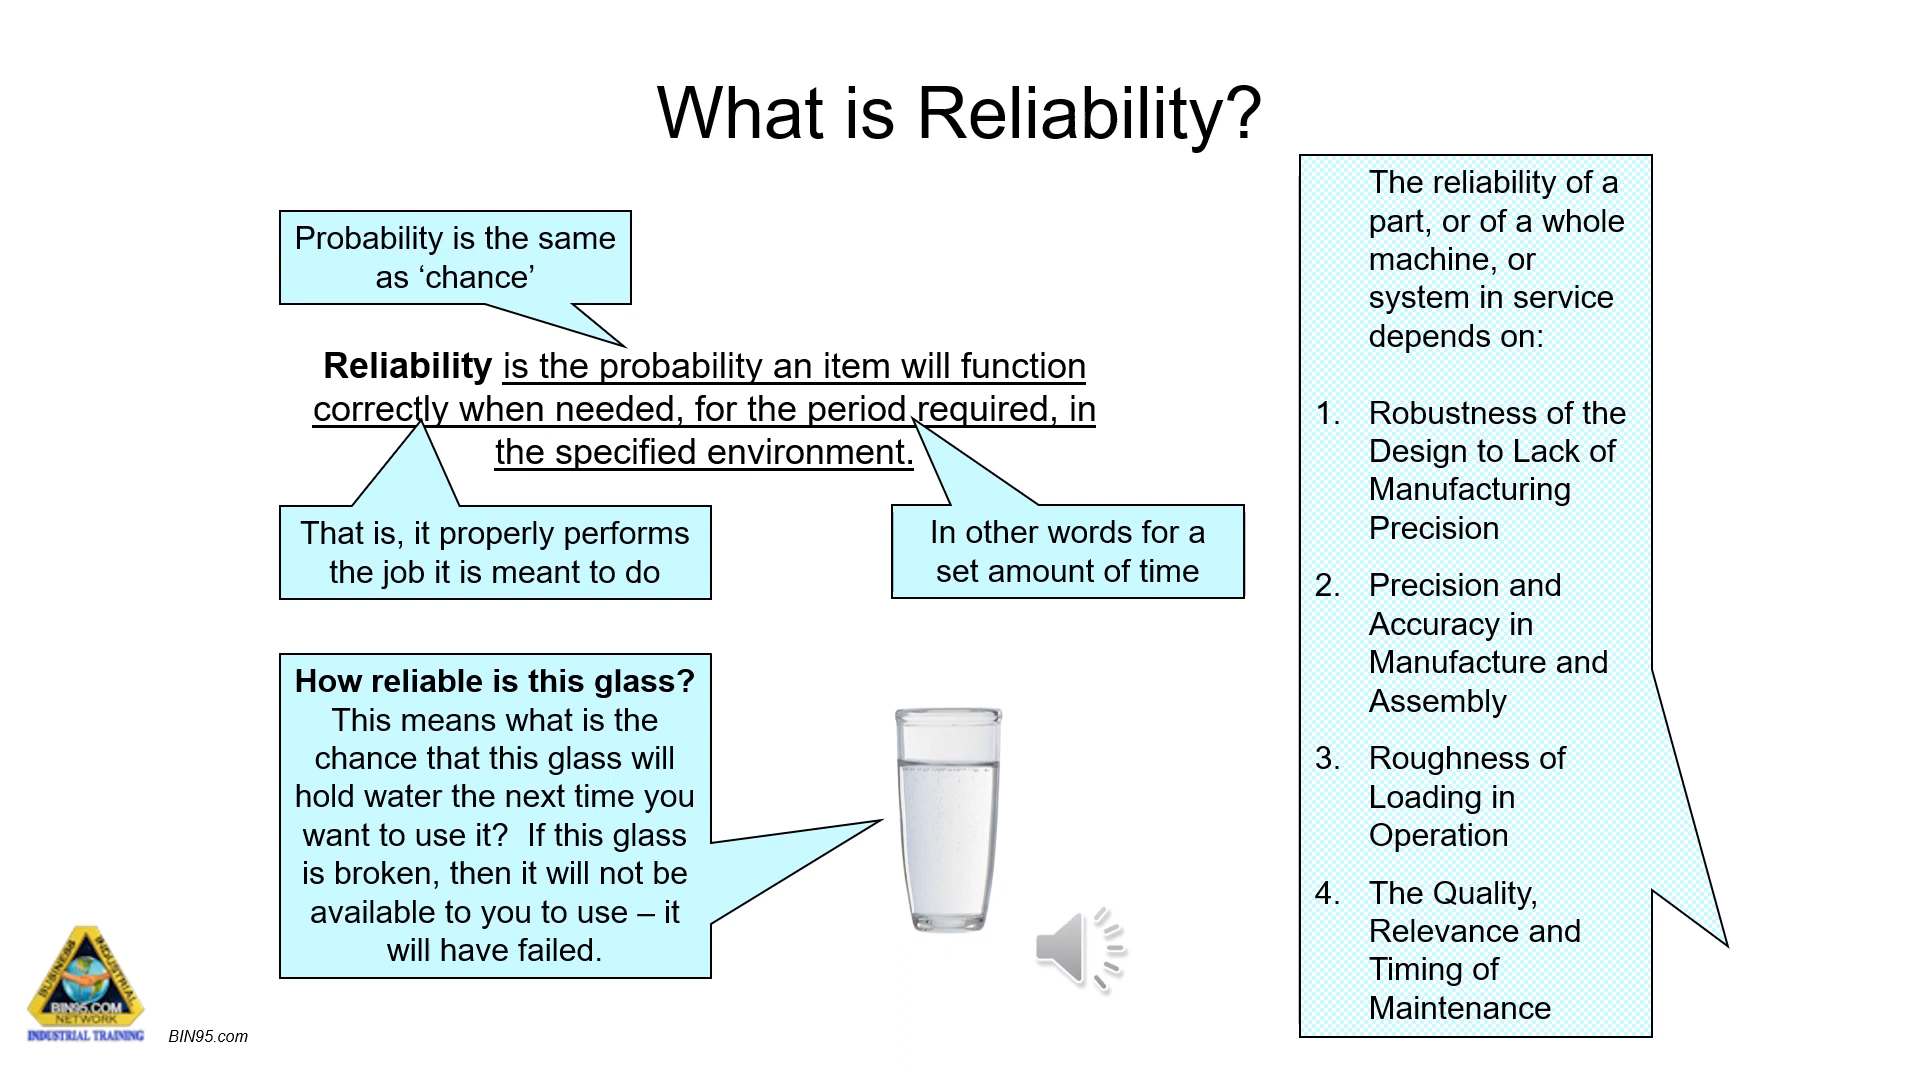 What is Reliability?
Probability is the same
as ‘chance’
Reliability is the probability an item will function
correctly when needed, for the period required, in
the specified environment.
That is, it properly performs
the job it is meant to do
In other words for a
set amount of time
How reliable is this glass?
This means what is the
chance that this glass will
hold water the next time you
want to use it?  If this glass
is broken, then it will not be
available to you to use – it
will have failed.
The reliability of a
part, or of a whole
machine, or
system in service
depends on:
1. Robustness of the
Design to Lack of
Manufacturing
Precision
2. Precision and
Accuracy in
Manufacture and
Assembly
3. Roughness of
Loading in
Operation
4. The Quality,
Relevance and
Timing of
Maintenance
BUSINESS
INDUSTRIAL
BIN95.COM
NETWORK
INDUSTRIAL TRAINING
BIN95.com